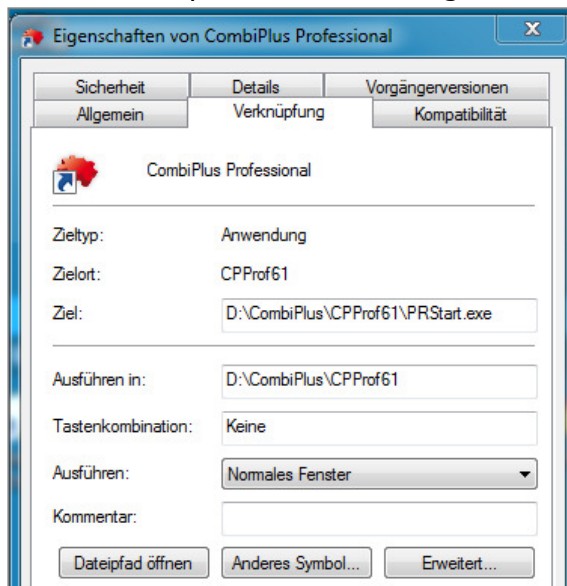 Eigenschaften von CombiPlus Professional
x
Sicherheit Details Vorgängerversionen
Allgemein Verknüpfung Kompatibilität
CombiPlus Professional
Zieltyp: Anwendung
Zielort: CPProf61
Ziel: D:\CombiPlus\CPProf61\PRStart.exe
Ausführen in: D:\CombiPlus\CPProf61
Tastenkombination: Keine
Ausführen: Normales Fenster
Kommentar:
Dateipfad öffnen Anderes Symbol... Erweitert...